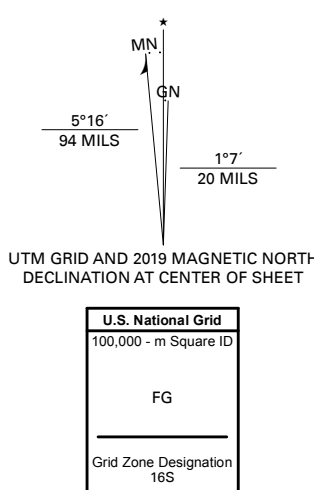 ★
MN
GN
5°16´
94 MILS
1°7´
20 MILS
UTM GRID AND 2019 MAGNETIC NORTH
DECLINATION AT CENTER OF SHEET
U.S. National Grid
100,000 - m Square ID
FG
Grid Zone Designation
16S